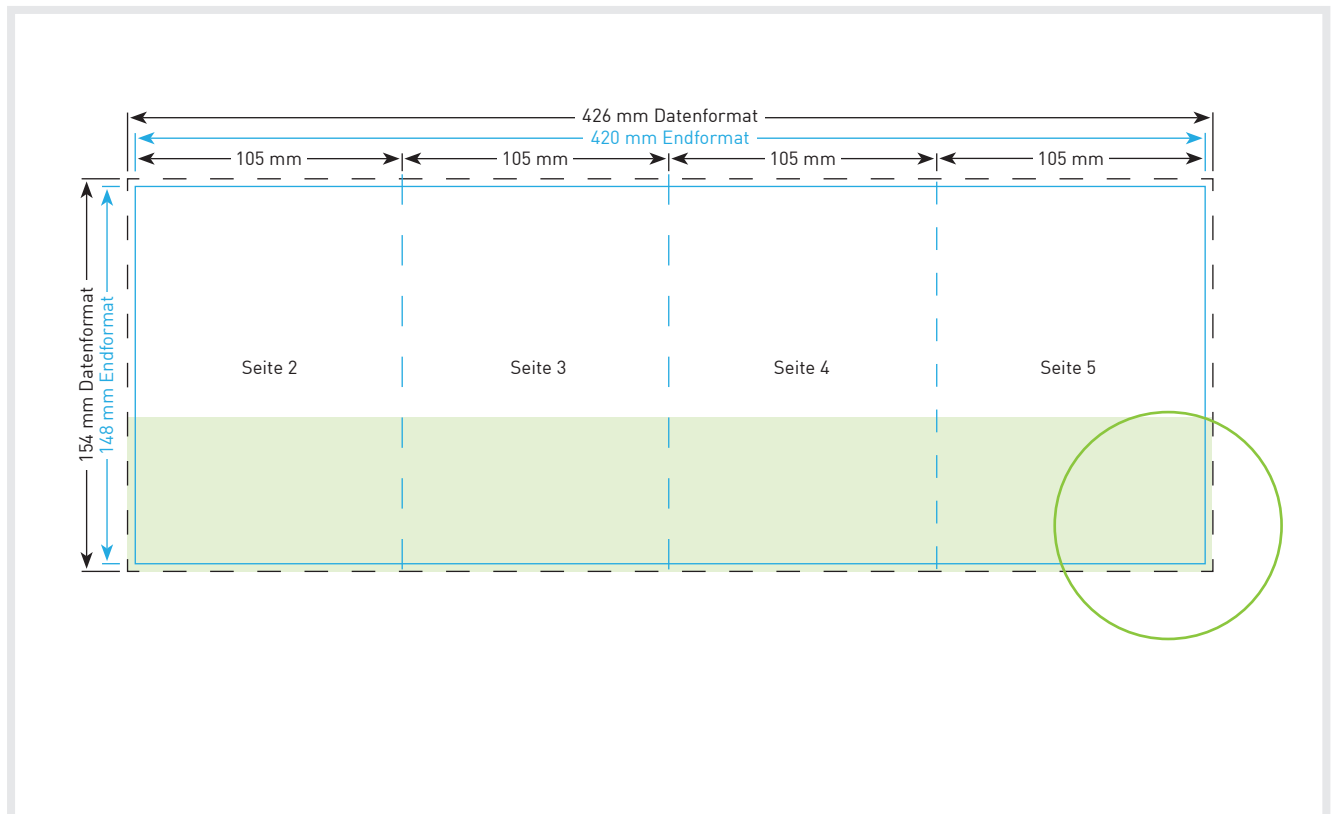 426 mm Datenformat
420 mm Endformat
105 mm
105 mm
105 mm
105 mm
154 mm Datenformat
148 mm Endformat
Seite 2
Seite 3
Seite 4
Seite 5